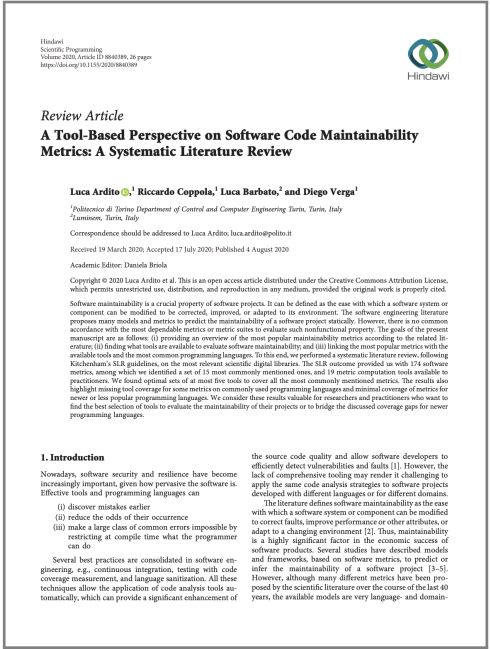 Hindawi
Scientific Programming
Volume 2020, Article ID 8840389, 26 pages
https://doi.org/10.1155/2020/8840389
Hindawi
Review Article
A Tool-Based Perspective on Software Code Maintainability
Metrics: A Systematic Literature Review
Luca Ardito iD,1 Riccardo Coppola,1 Luca Barbato,2 and Diego Verga1
1Politecnico di Torino Department of Control and Computer Engineering Turin, Turin, Italy
2Luminem, Turin, Italy
Correspondence should be addressed to Luca Ardito; luca.ardito@polito.it
Received 19 March 2020; Accepted 17 July 2020; Published 4 August 2020
Academic Editor: Daniela Briola
Copyright © 2020 Luca Ardito et al. This is an open access article distributed under the Creative Commons Attribution License,
which permits unrestricted use, distribution, and reproduction in any medium, provided the original work is properly cited.
Software maintainability is a crucial property of software projects. It can be defined as the ease with which a software system or
component can be modified to be corrected, improved, or adapted to its environment. The software engineering literature
proposes many models and metrics to predict the maintainability of a software project statically. However, there is no common
accordance with the most dependable metrics or metric suites to evaluate such nonfunctional property. The goals of the present
manuscript are as follows: (i) providing an overview of the most popular maintainability metrics according to the related lit-
erature; (ii) finding what tools are available to evaluate software maintainability; and (iii) linking the most popular metrics with the
available tools and the most common programming languages. To this end, we performed a systematic literature review, following
Kitchenham's SLR guidelines, on the most relevant scientific digital libraries. The SLR outcome provided us with 174 software
metrics, among which we identified a set of 15 most commonly mentioned ones, and 19 metric computation tools available to
practitioners. We found optimal sets of at most five tools to cover all the most commonly mentioned metrics. The results also
highlight missing tool coverage for some metrics on commonly used programming languages and minimal coverage of metrics for
newer or less popular programming languages. We consider these results valuable for researchers and practitioners who want to
find the best selection of tools to evaluate the maintainability of their projects or to bridge the discussed coverage gaps for newer
programming languages.
1. Introduction
Nowadays, software security and resilience have become
increasingly important, given how pervasive the software is.
Effective tools and programming languages can
(i) discover mistakes earlier
(ii) reduce the odds of their occurrence
(iii) make a large class of common errors impossible by
restricting at compile time what the programmer
can do
Several best practices are consolidated in software en-
gineering, e.g., continuous integration, testing with code
coverage measurement, and language sanitization. All these
techniques allow the application of code analysis tools au-
tomatically, which can provide a significant enhancement of
the source code quality and allow software developers to
efficiently detect vulnerabilities and faults [1]. However, the
lack of comprehensive tooling may render it challenging to
apply the same code analysis strategies to software projects
developed with different languages or for different domains.
The literature defines software maintainability as the ease
with which a software system or component can be modified
to correct faults, improve performance or other attributes, or
adapt to a changing environment [2]. Thus, maintainability
is a highly significant factor in the economic success of
software products. Several studies have described models
and frameworks, based on software metrics, to predict or
infer the maintainability of a software project [3–5].
However, although many different metrics have been pro-
posed by the scientific literature over the course of the last 40
years, the available models are very language- and domain-